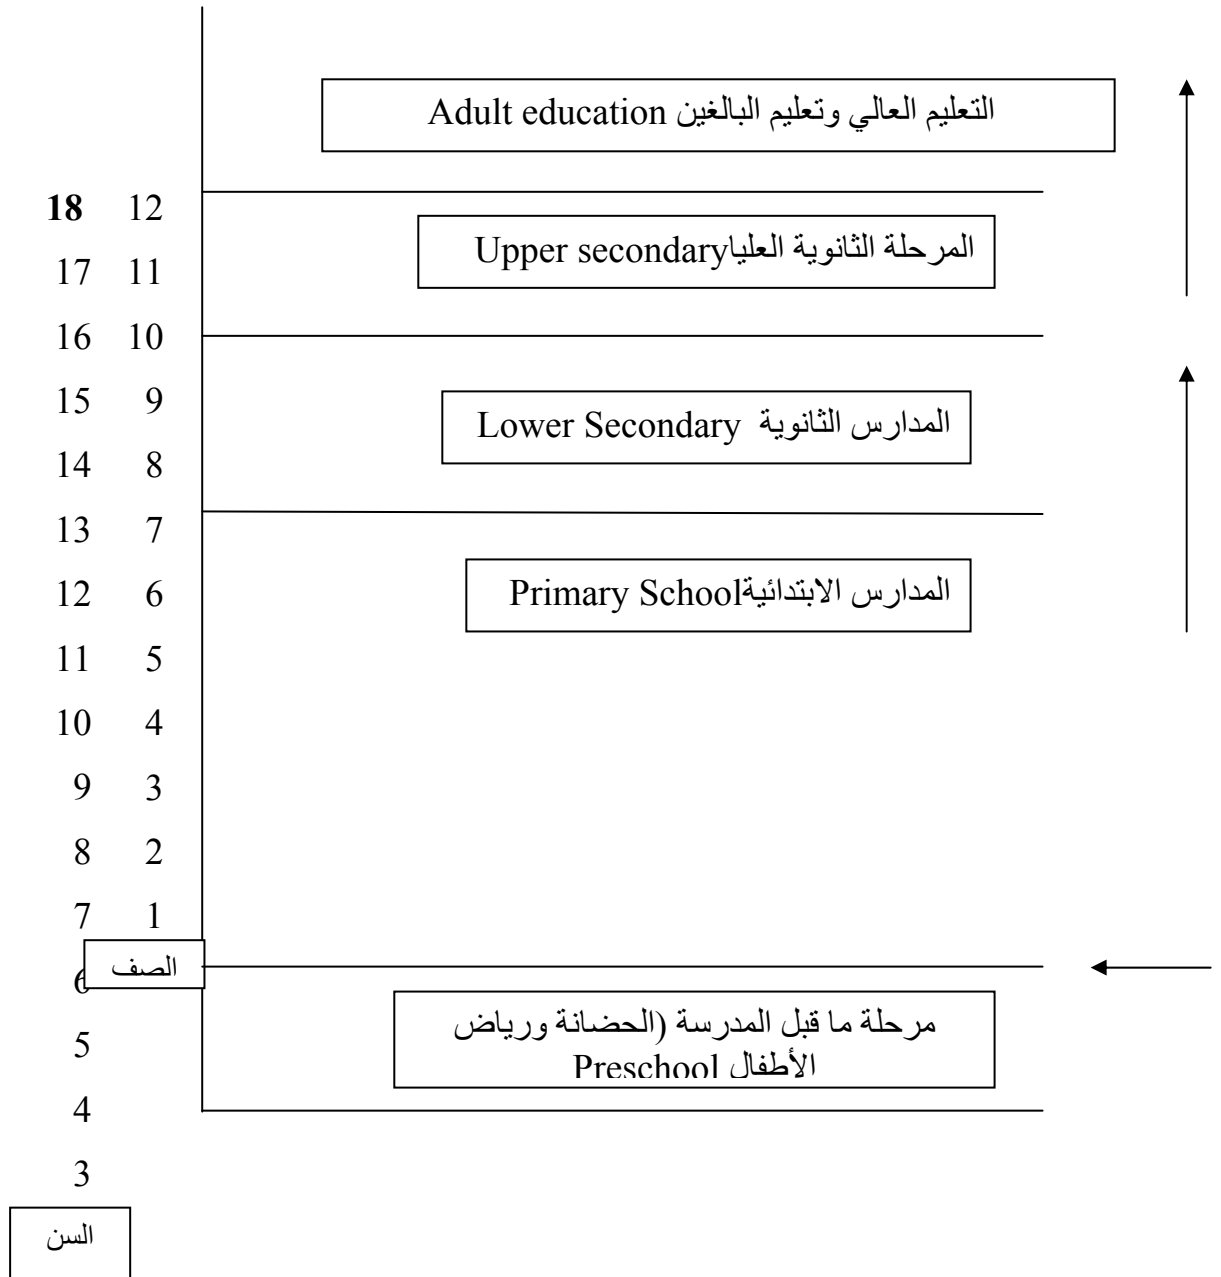 التعليم العالي وتعليم البالغين Adult education
18 12
المرحلة الثانوية العلياUpper secondary
17 11
16 10
15 9
المدارس الثانوية Lower Secondary
14 8
13 7
12 6
المدارس الابتدائيةPrimary School
11 5
10 4
9 3
8 2
7 1
الصف
6
مرحلة ما قبل المدرسة (الحضانة ورياض
الأطفال Preschool
5
4
3
السن